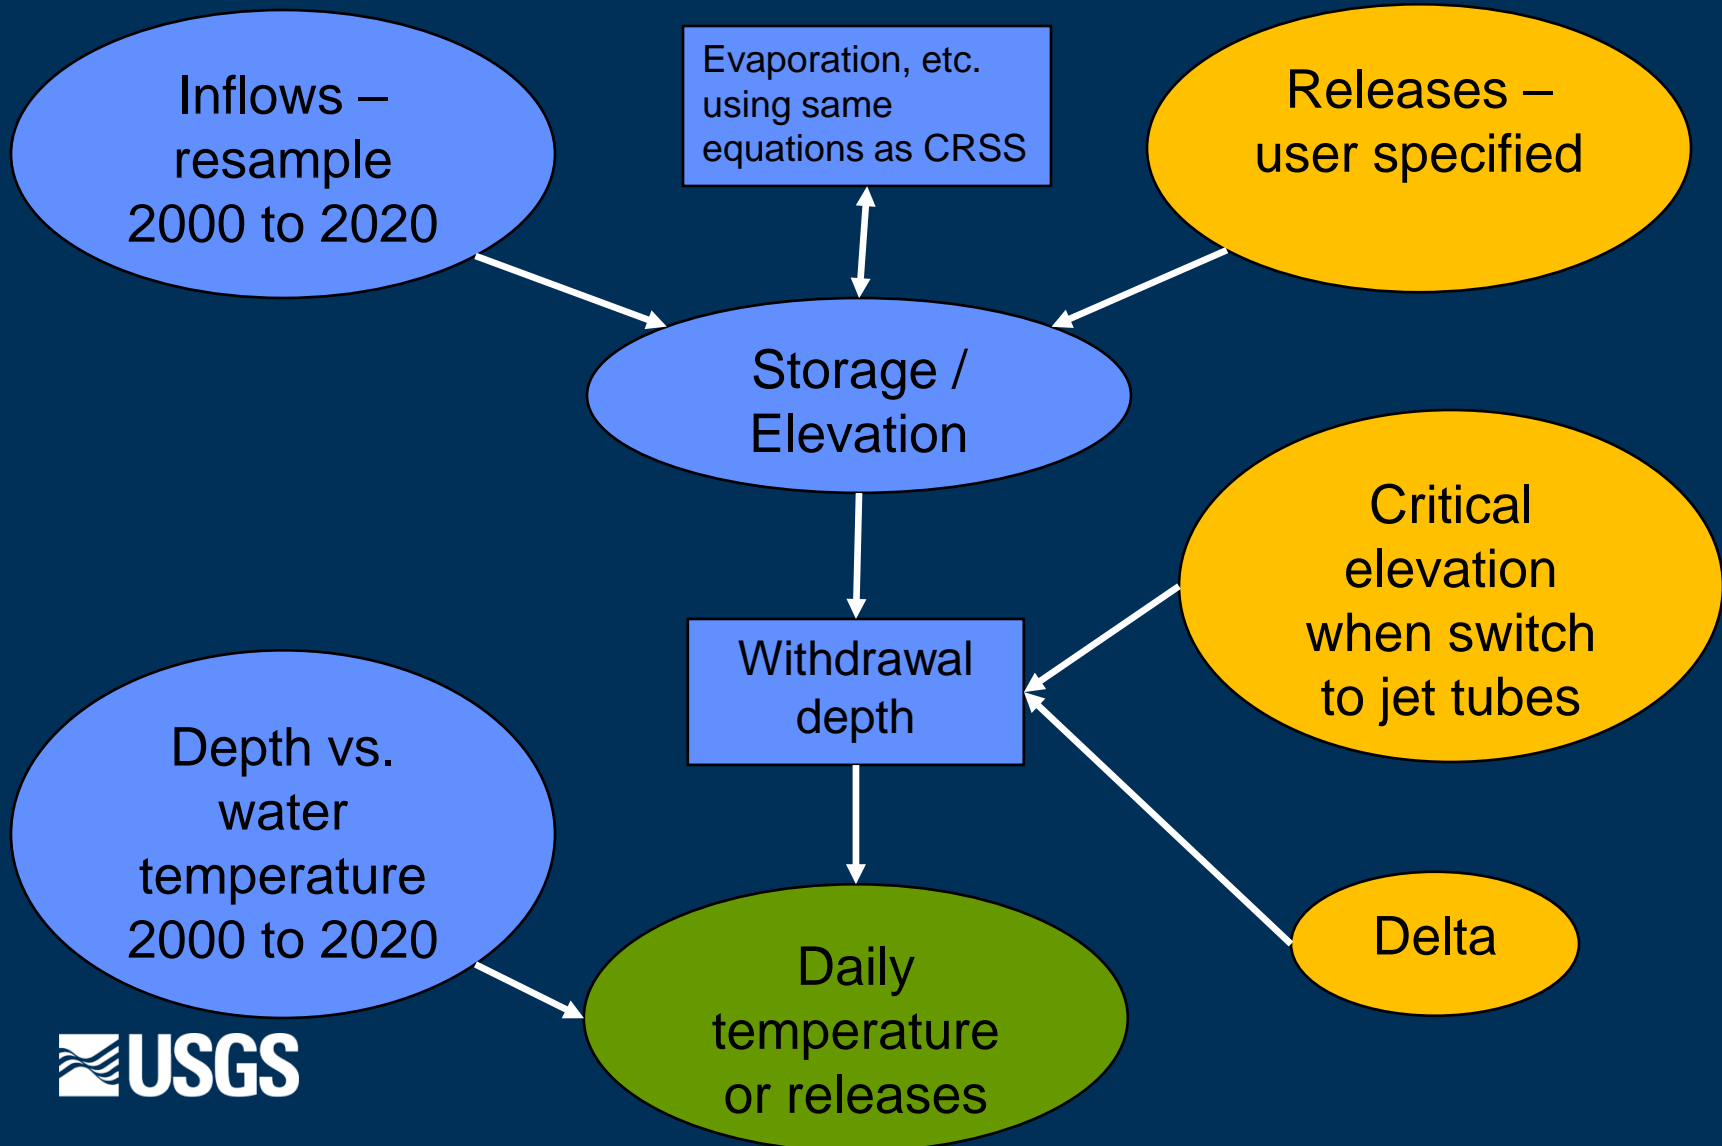 Inflows –
resample
2000 to 2020
Evaporation, etc.
using same
equations as CRSS
Releases –
user specified
Storage /
Elevation
Critical
elevation
when switch
to jet tubes
Withdrawal
depth
Depth vs.
water
temperature
2000 to 2020
Delta
Daily
temperature
or releases
USGS